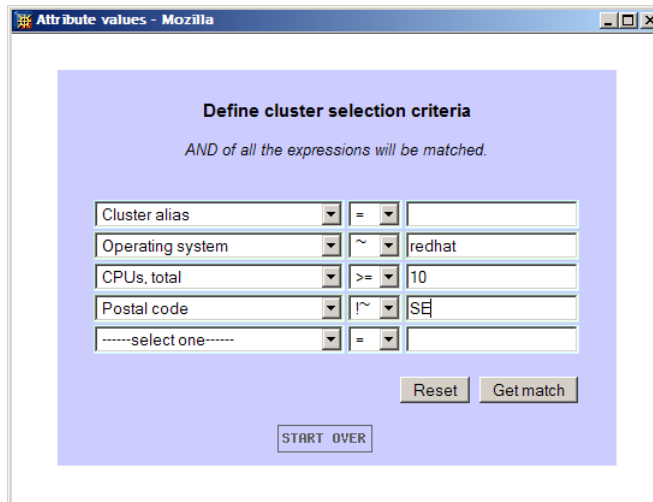 Attribute values - Mozilla
Define cluster selection criteria
AND of all the expressions will be matched.
Cluster alias =
Operating system ~ redhat
CPUs, total >= 10
Postal code !~ SE
------select one------ =
Reset Get match
START OVER